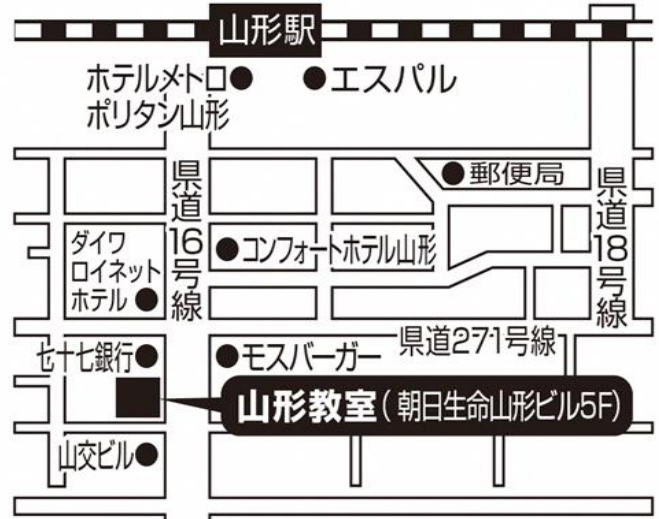 山形駅
ホテルメトロ
ポリタン山形
エスパル
郵便局
県道16号線
県道18号線
ダイワ
ロイネット
ホテル
コンフォートホテル山形
県道271号線
七十七銀行
モスバーガー
山形教室(朝日生命山形ビル5F)
山交ビル